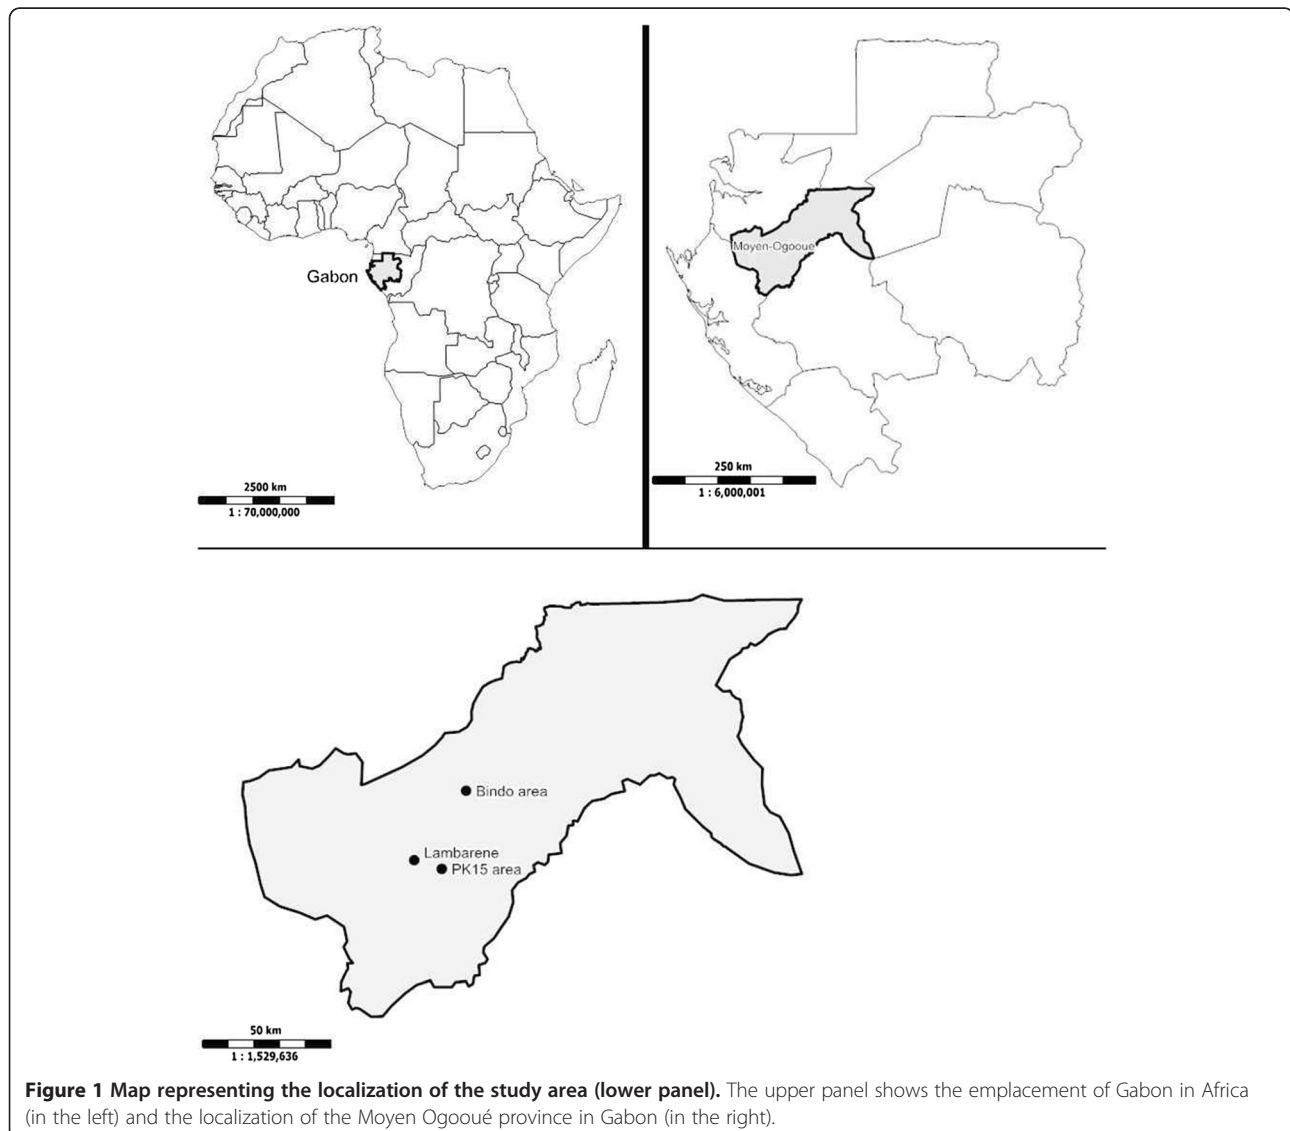 Gabon
2500 km
1 : 70,000,000
Moyen-Ogooue
250 km
1 : 6,000,001
Bindo area
Lambarene
PK15 area
50 km
1 : 1,529,636
Figure 1 Map representing the localization of the study area (lower panel). The upper panel shows the emplacement of Gabon in Africa
(in the left) and the localization of the Moyen Ogooué province in Gabon (in the right).